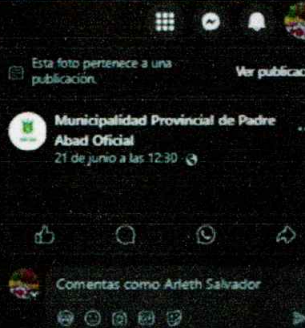 Esta foto pertenece a una
publicación.
Ver publicac
Municipalidad Provincial de Padre
Abad Oficial
21 de junio a las 12:30
Comentas como Arleth Salvador